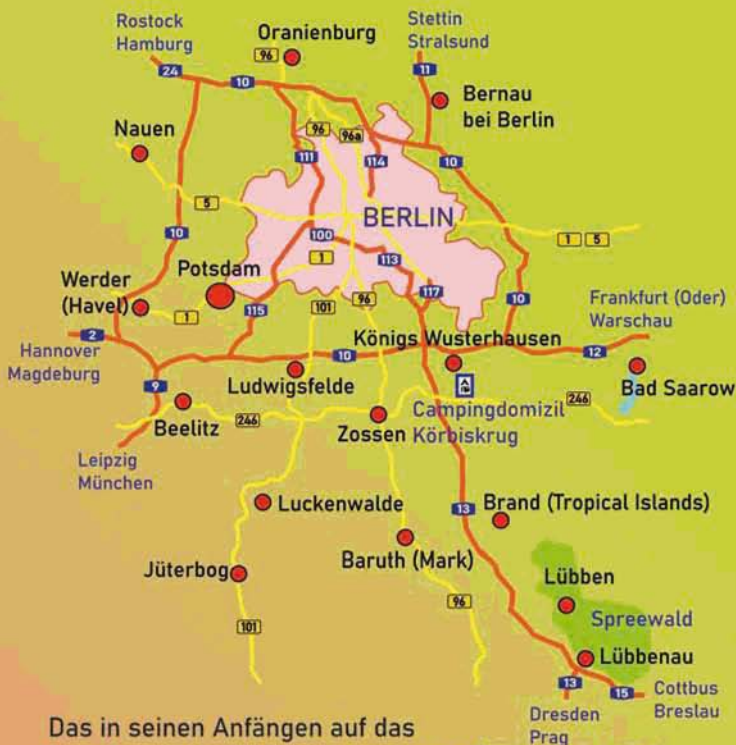 Rostock
Hamburg
Stettin
Stralsund
Oranienburg
96
24
10
11
Bernau
bei Berlin
Nauen
96
96a
111
114
10
5
BERLIN
100
1
5
10
113
1
Potsdam
Werder
(Havel)
117
10
101
96
115
1
Frankfurt (Oder)
Warschau
2
Königs Wusterhausen
10
12
Hannover
Magdeburg
9
Ludwigsfelde
Bad Saarow
Beelitz
246
Zossen
Campingdomizil
Körbiskrug
246
Leipzig
München
Luckenwalde
13
Brand (Tropical Islands)
Baruth (Mark)
Jüterbog
Lübben
96
Spreewald
101
Lübbenau
13
15
Cottbus
Breslau
Dresden
Prag
Das in seinen Anfängen auf das